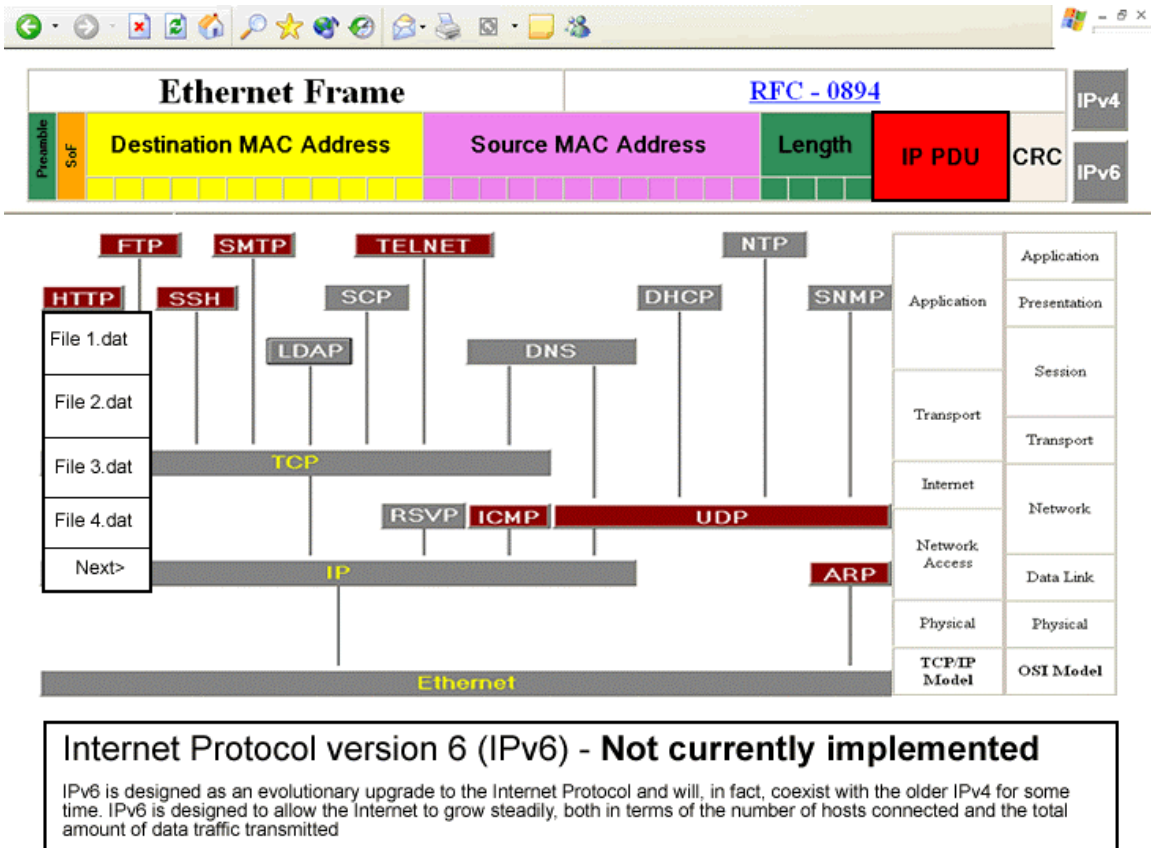 Ethernet Frame
RFC - 0894
IPv4
Preamble
SoF
Destination MAC Address
Source MAC Address
Length
IP PDU
CRC
IPv6
FTP
SMTP
TELNET
NTP
HTTP
SSH
SCP
DHCP
SNMP
LDAP
DNS
File 1.dat
File 2.dat
File 3.dat
File 4.dat
Next>
TCP
RSVP
ICMP
UDP
IP
ARP
Ethernet
Application
Transport
Internet
Network
Access
Physical
TCP/IP
Model
Application
Presentation
Session
Transport
Network
Data Link
Physical
OSI Model
Internet Protocol version 6 (IPv6) - Not currently implemented
IPv6 is designed as an evolutionary upgrade to the Internet Protocol and will, in fact, coexist with the older IPv4 for some
time. IPv6 is designed to allow the Internet to grow steadily, both in terms of the number of hosts connected and the total
amount of data traffic transmitted